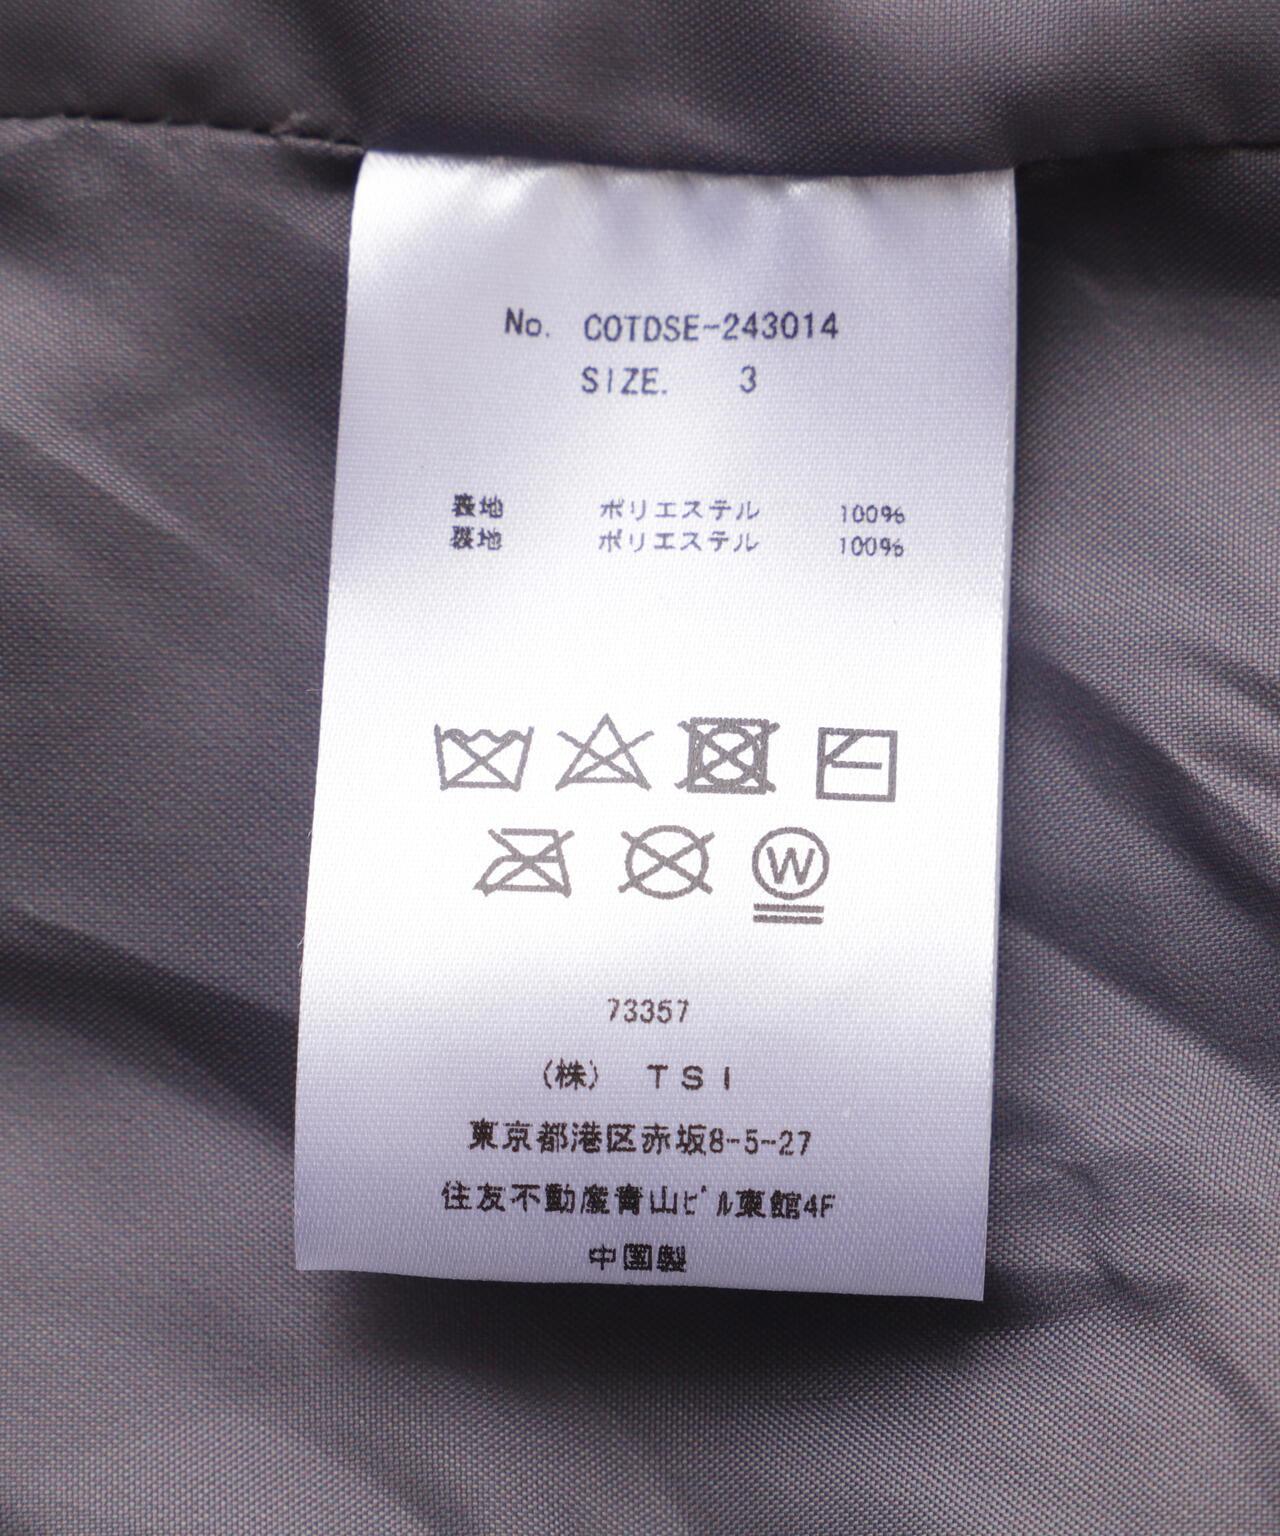 No. COTDSE-243014
SIZE. 3
表地 ポリエステル 100%
裏地 ポリエステル 100%
W
73357
(株) TSI
東京都港区赤坂8-5-27
住友不動産青山ﾋﾞﾙ東館4F
中国製